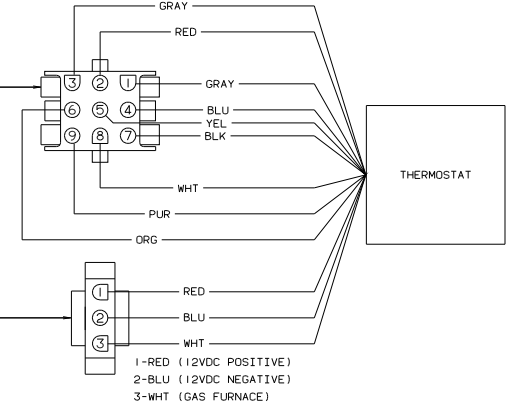 GRAY
RED
3 2 1
GRAY
6 5 4
BLU
YEL
9 8 7
BLK
THERMOSTAT
WHT
PUR
ORG
1
RED
2
BLU
3
WHT
1-RED (12VDC POSITIVE)
2-BLU (12VDC NEGATIVE)
3-WHT (GAS FURNACE)